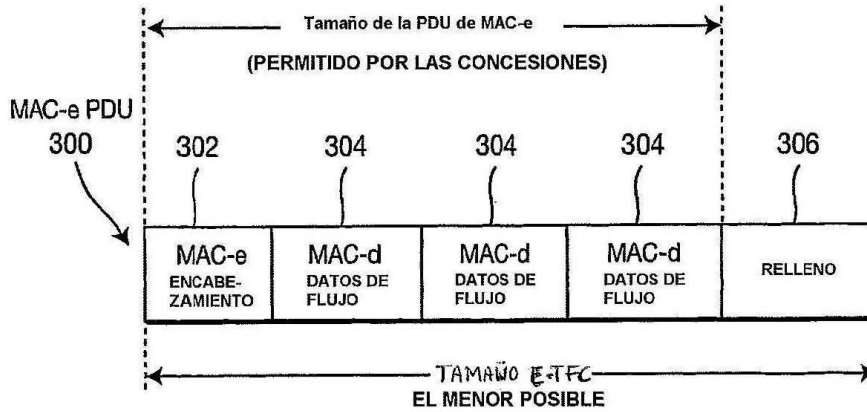 Tamaño de la PDU de MAC-e
(PERMITIDO POR LAS CONCESIONES)
MAC-e PDU
300
302
304
304
304
306
MAC-e
ENCABE-
ZAMIENTO
MAC-d
DATOS DE
FLUJO
MAC-d
DATOS DE
FLUJO
MAC-d
DATOS DE
FLUJO
RELLENO
TAMAÑO E-TFC
EL MENOR POSIBLE